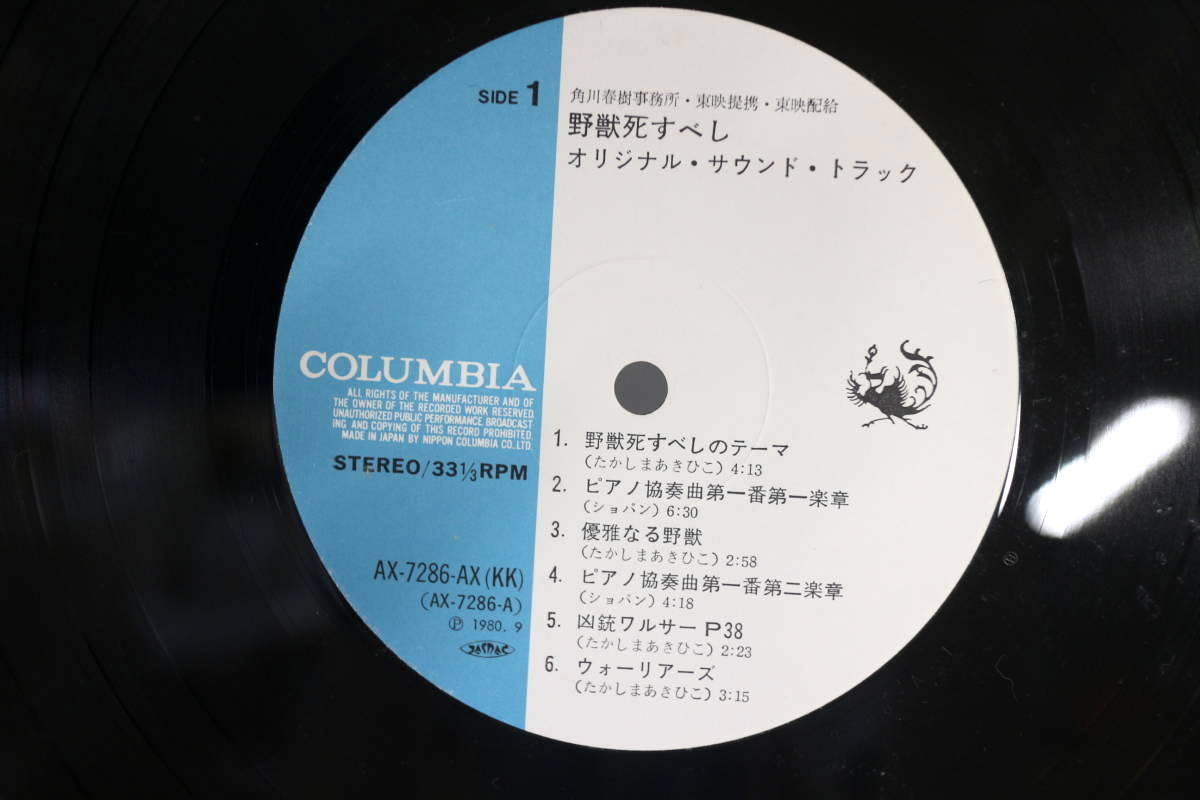 SIDE 1
角川春樹事務所・東映提携・東映配給
野獣死すべし
オリジナル・サウンド・トラック
COLUMBIA
ALL RIGHTS OF THE MANUFACTURER AND OF
THE OWNER OF THE RECORDED WORK RESERVED.
UNAUTHORIZED PUBLIC PERFORMANCE BROADCAST
ING AND COPYING OF THIS RECORD PROHIBITED.
MADE IN JAPAN BY NIPPON COLUMBIA CO., LTD.
STEREO/33 1/3 RPM
AX-7286-AX (KK)
(AX-7286-A)
Ⓟ 1980. 9
JASRAC
1. 野獣死すべしのテーマ
(たかしまあきひこ) 4:13
2. ピアノ協奏曲第一番第一楽章
(ショパン) 6:30
3. 優雅なる野獣
(たかしまあきひこ) 2:58
4. ピアノ協奏曲第一番第二楽章
(ショパン) 4:18
5. 凶銃ワルサーP38
(たかしまあきひこ) 2:23
6. ウォーリアーズ
(たかしまあきひこ) 3:15